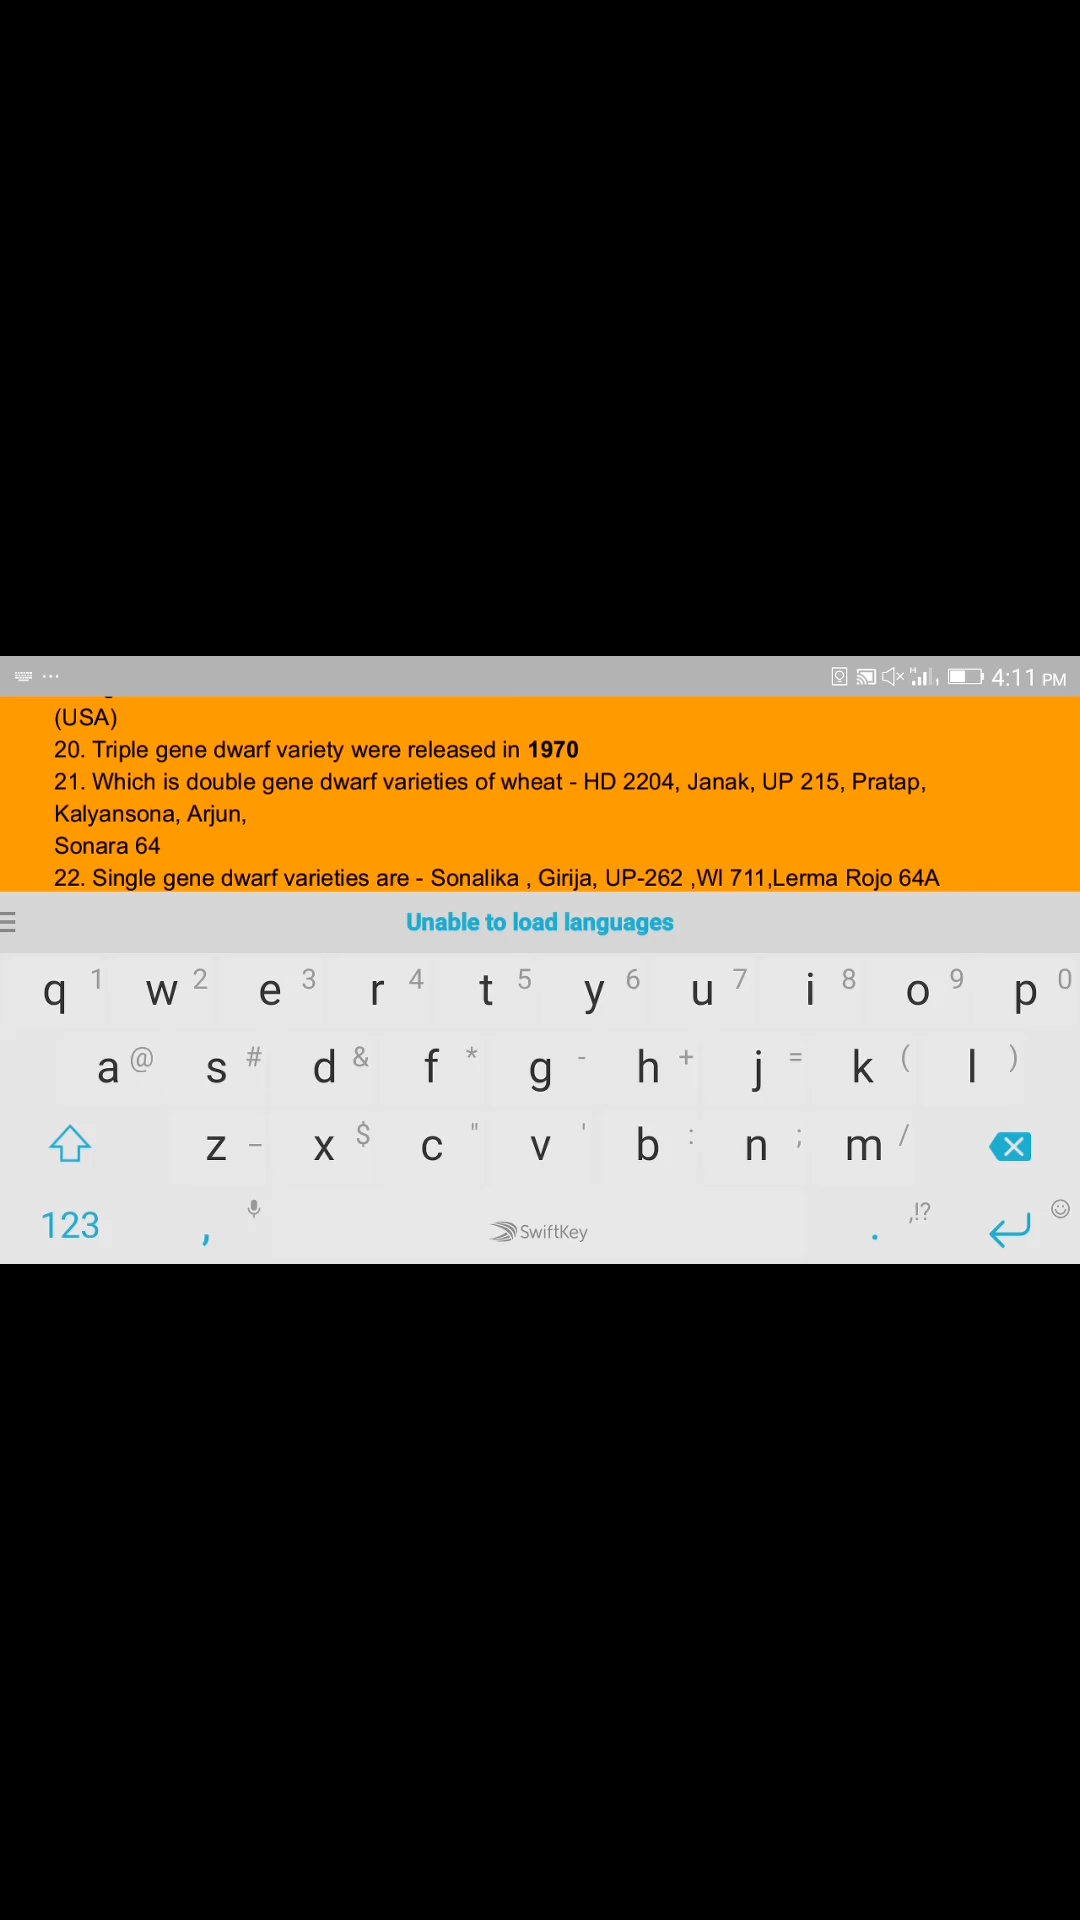 4:11 PM
(USA)
20. Triple gene dwarf variety were released in 1970
21. Which is double gene dwarf varieties of wheat - HD 2204, Janak, UP 215, Pratap,
Kalyansona, Arjun,
Sonara 64
22. Single gene dwarf varieties are - Sonalika , Girija, UP-262 ,WI 711,Lerma Rojo 64A
Unable to load languages
q 1 w 2 e 3 r 4 t 5 y 6 u 7 i 8 o 9 p 0
a @ s # d & f * g - h + j = k ( l )
z _ x $ c " v ' b : n ; m /
123 , SwiftKey . ,!?